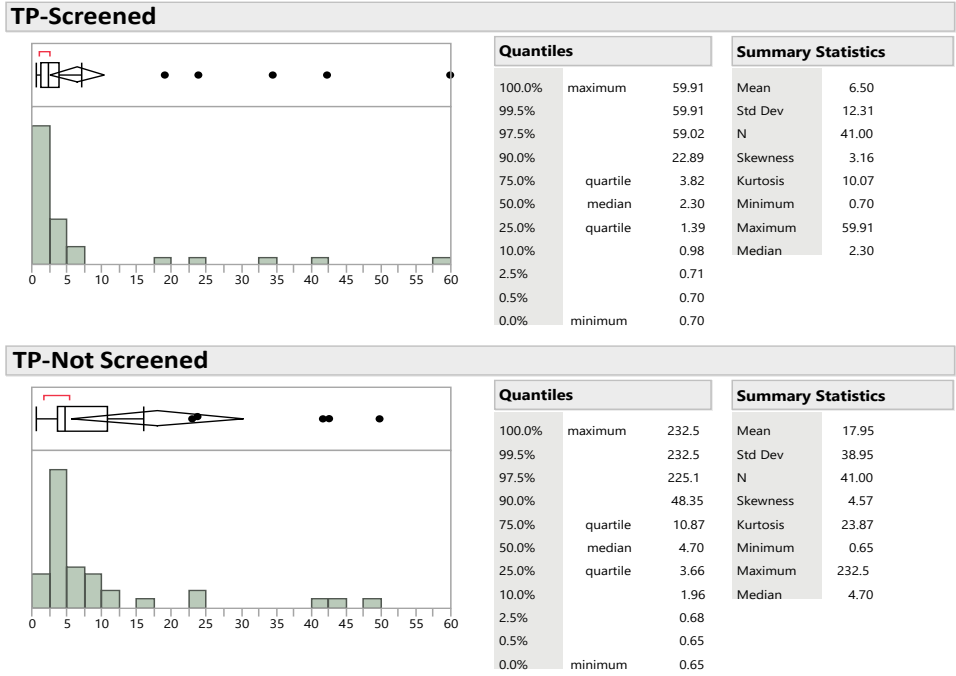 TP-Screened
0 5 10 15 20 25 30 35 40 45 50 55 60
Quantiles
100.0% maximum 59.91
99.5% 59.91
97.5% 59.02
90.0% 22.89
75.0% quartile 3.82
50.0% median 2.30
25.0% quartile 1.39
10.0% 0.98
2.5% 0.71
0.5% 0.70
0.0% minimum 0.70
Summary Statistics
Mean 6.50
Std Dev 12.31
N 41.00
Skewness 3.16
Kurtosis 10.07
Minimum 0.70
Maximum 59.91
Median 2.30
TP-Not Screened
0 5 10 15 20 25 30 35 40 45 50 55 60
Quantiles
100.0% maximum 232.5
99.5% 232.5
97.5% 225.1
90.0% 48.35
75.0% quartile 10.87
50.0% median 4.70
25.0% quartile 3.66
10.0% 1.96
2.5% 0.68
0.5% 0.65
0.0% minimum 0.65
Summary Statistics
Mean 17.95
Std Dev 38.95
N 41.00
Skewness 4.57
Kurtosis 23.87
Minimum 0.65
Maximum 232.5
Median 4.70